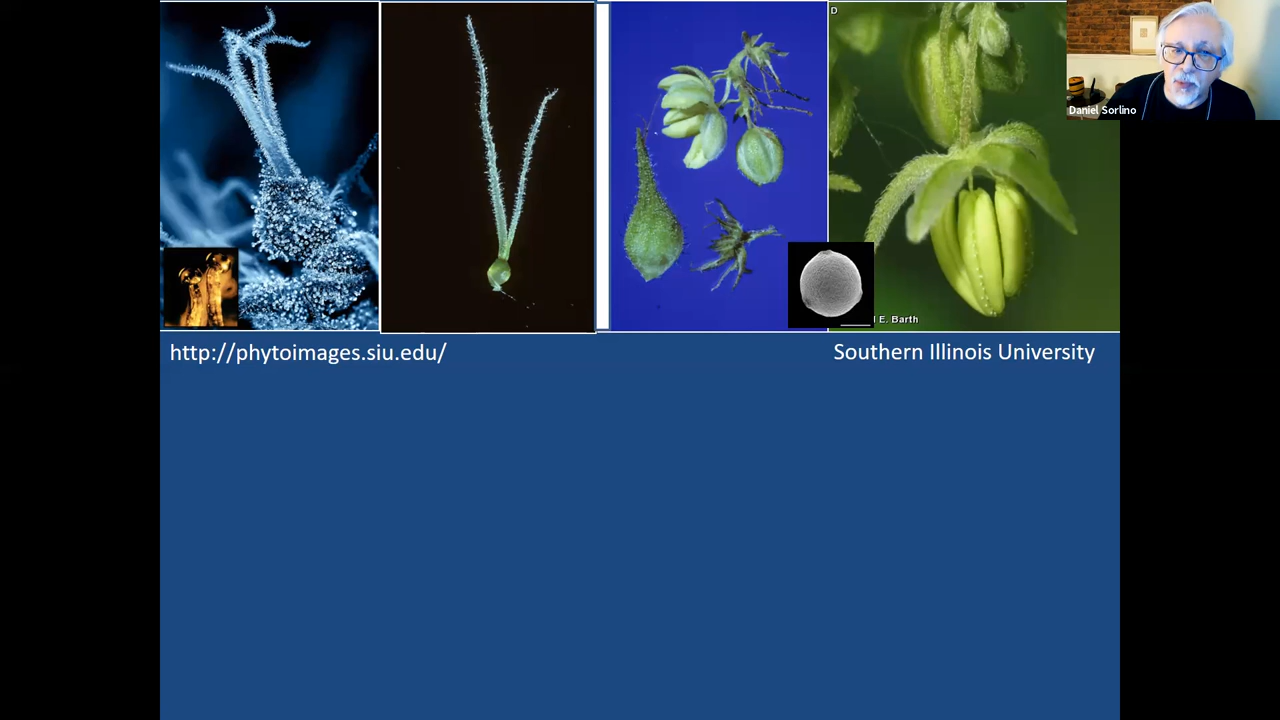 D
Daniel Sorlino
E. Barth
http://phytoimages.siu.edu/
Southern Illinois University